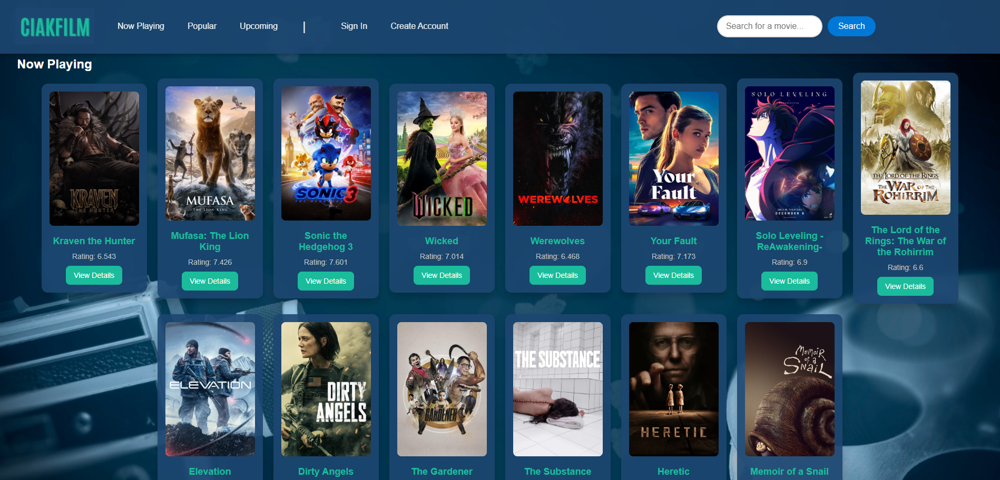 CIAKFILM
Now Playing
Popular
Upcoming
|
Sign In
Create Account
Search for a movie...
Search
Now Playing
KRAVEN
THE HUNTER
Kraven the Hunter
Rating: 6.543
View Details
MUFASA
THE LION KING
Mufasa: The Lion
King
Rating: 7.426
View Details
SONIC 3
THE HEDGEHOG
Sonic the
Hedgehog 3
Rating: 7.601
View Details
WICKED
Wicked
Rating: 7.014
View Details
WEREWOLVES
Werewolves
Rating: 6.468
View Details
Your
Fault
Your Fault
Rating: 7.173
View Details
SOLO LEVELING
ReAwakening
ONLY IN THEATERS
DECEMBER 6
Solo Leveling -
ReAwakening-
Rating: 6.9
View Details
THE LORD OF THE RINGS
THE WAR OF THE
ROHIRRIM
The Lord of the
Rings: The War of
the Rohirrim
Rating: 6.6
View Details
ELEVATION
Elevation
DIRTY
ANGELS
Dirty Angels
THE
GARDENER
The Gardener
THE SUBSTANCE
The Substance
HERETIC
Heretic
Memoir
of a
Snail
Memoir of a Snail